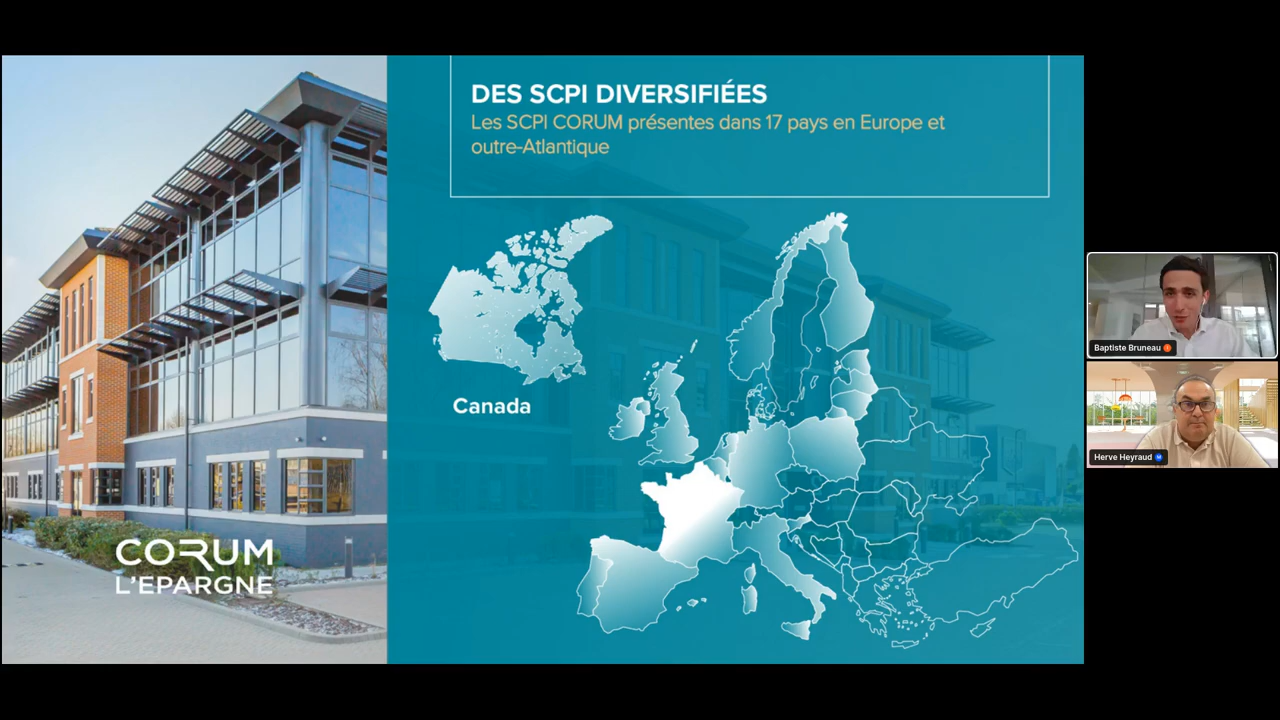 DES SCPI DIVERSIFIÉES
Les SCPI CORUM présentes dans 17 pays en Europe et
outre-Atlantique
Canada
CORUM
L'EPARGNE
Baptiste Bruneau
Herve Heyraud